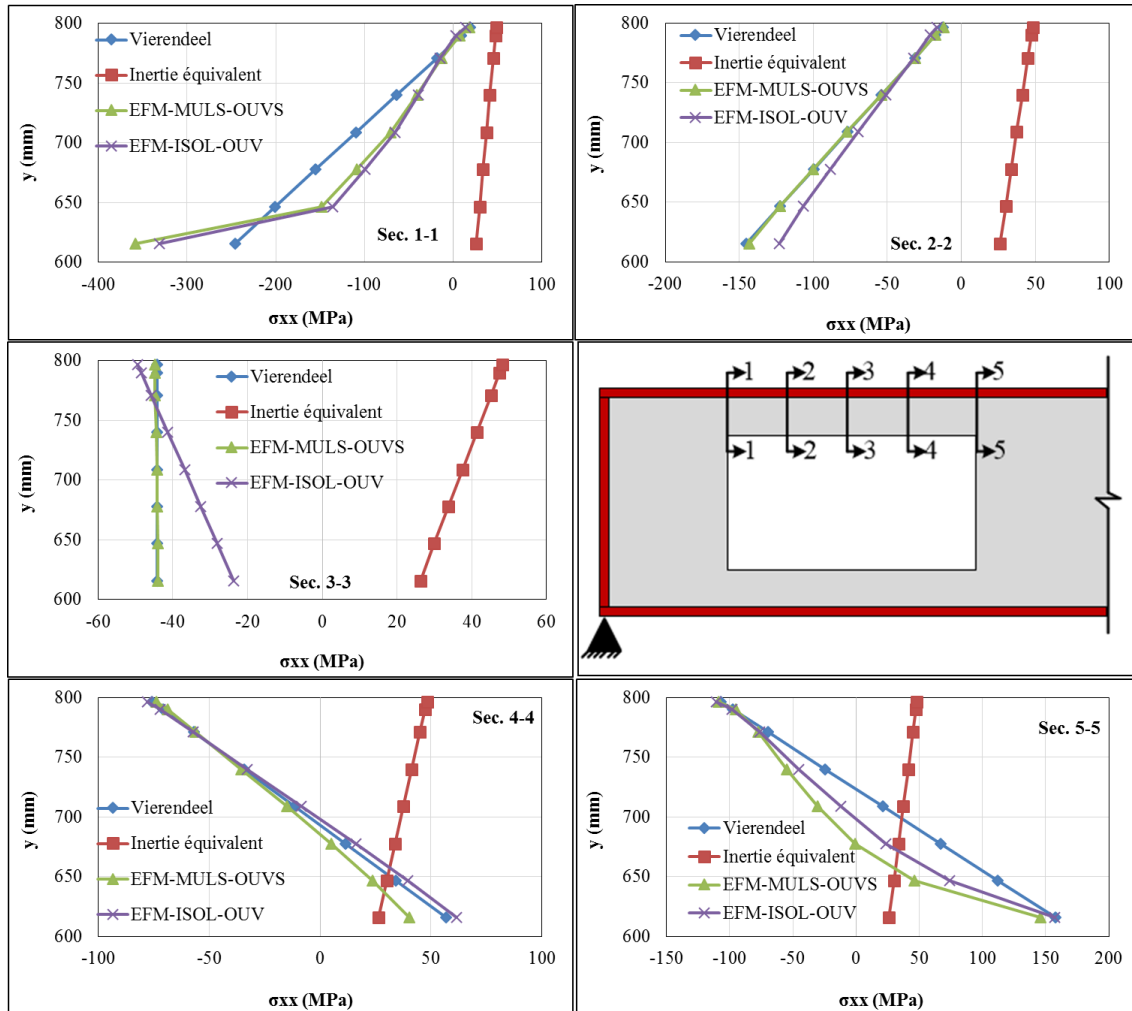 800
750
700
650
600
y (mm)
-400
-300
-200
-100
0
100
σxx (MPa)
Vierendeel
Inertie équivalent
EFM-MULS-OUVS
EFM-ISOL-OUV
Sec. 1-1
800
750
700
650
600
y (mm)
-200
-150
-100
-50
0
50
100
σxx (MPa)
Vierendeel
Inertie équivalent
EFM-MULS-OUVS
EFM-ISOL-OUV
Sec. 2-2
800
750
700
650
600
y (mm)
-60
-40
-20
0
20
40
60
σxx (MPa)
Vierendeel
Inertie équivalent
EFM-MULS-OUVS
EFM-ISOL-OUV
Sec. 3-3
1 2 3 4 5
1 2 3 4 5
800
750
700
650
600
y (mm)
-100
-50
0
50
100
σxx (MPa)
Sec. 4-4
Vierendeel
Inertie équivalent
EFM-MULS-OUVS
EFM-ISOL-OUV
800
750
700
650
600
y (mm)
-150
-100
-50
0
50
100
150
200
σxx (MPa)
Sec. 5-5
Vierendeel
Inertie équivalent
EFM-MULS-OUVS
EFM-ISOL-OUV